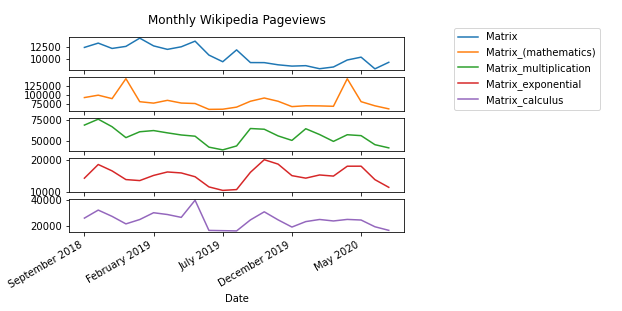 Monthly Wikipedia Pageviews
12500
10000
125000
100000
75000
75000
50000
20000
10000
40000
20000
September 2018
February 2019
July 2019
December 2019
May 2020
Date
Matrix
Matrix_(mathematics)
Matrix_multiplication
Matrix_exponential
Matrix_calculus